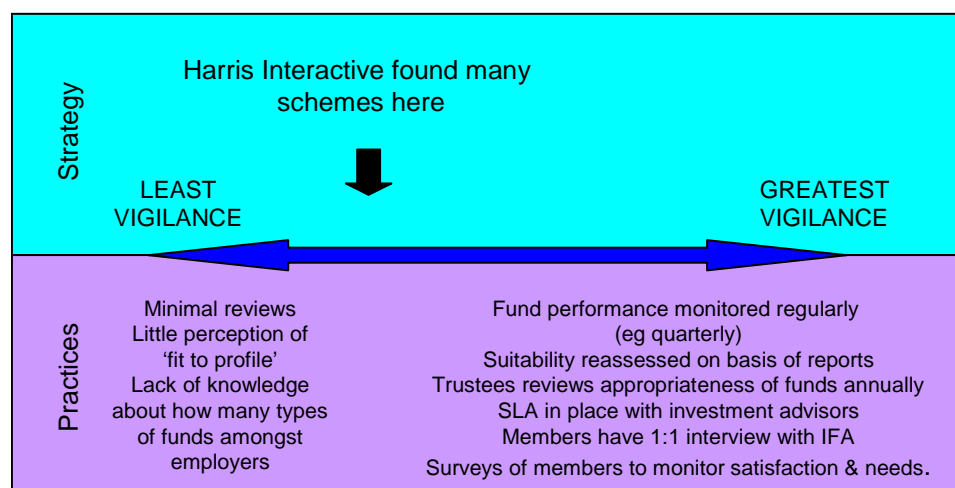 Strategy
Harris Interactive found many
schemes here
LEAST
VIGILANCE
GREATEST
VIGILANCE
Practices
Minimal reviews
Little perception of
‘fit to profile’
Lack of knowledge
about how many types
of funds amongst
employers
Fund performance monitored regularly
(eg quarterly)
Suitability reassessed on basis of reports
Trustees reviews appropriateness of funds annually
SLA in place with investment advisors
Members have 1:1 interview with IFA
Surveys of members to monitor satisfaction & needs.